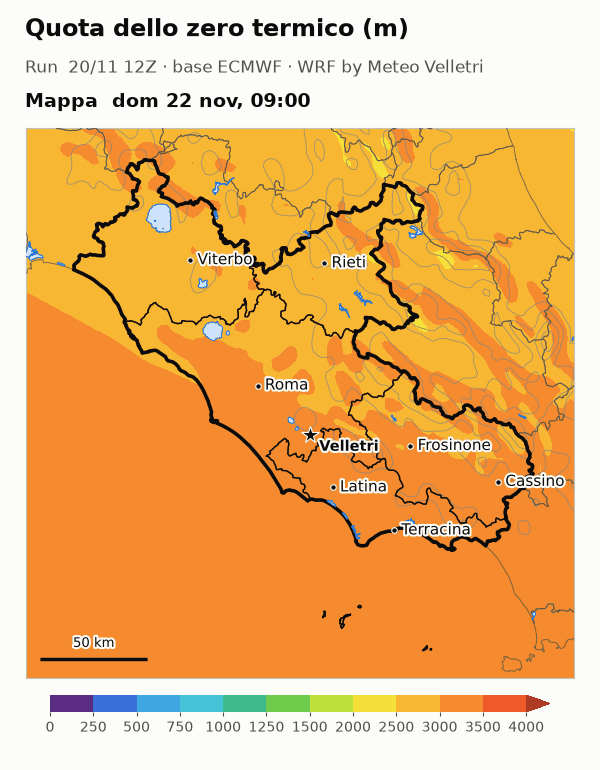 Quota dello zero termico (m)
Run  20/11 12Z · base ECMWF · WRF by Meteo Velletri
Mappa  dom 22 nov, 09:00
Viterbo
Rieti
Roma
Velletri
Frosinone
Latina
Cassino
Terracina
50 km
0 250 500 750 1000 1250 1500 2000 2500 3000 3500 4000